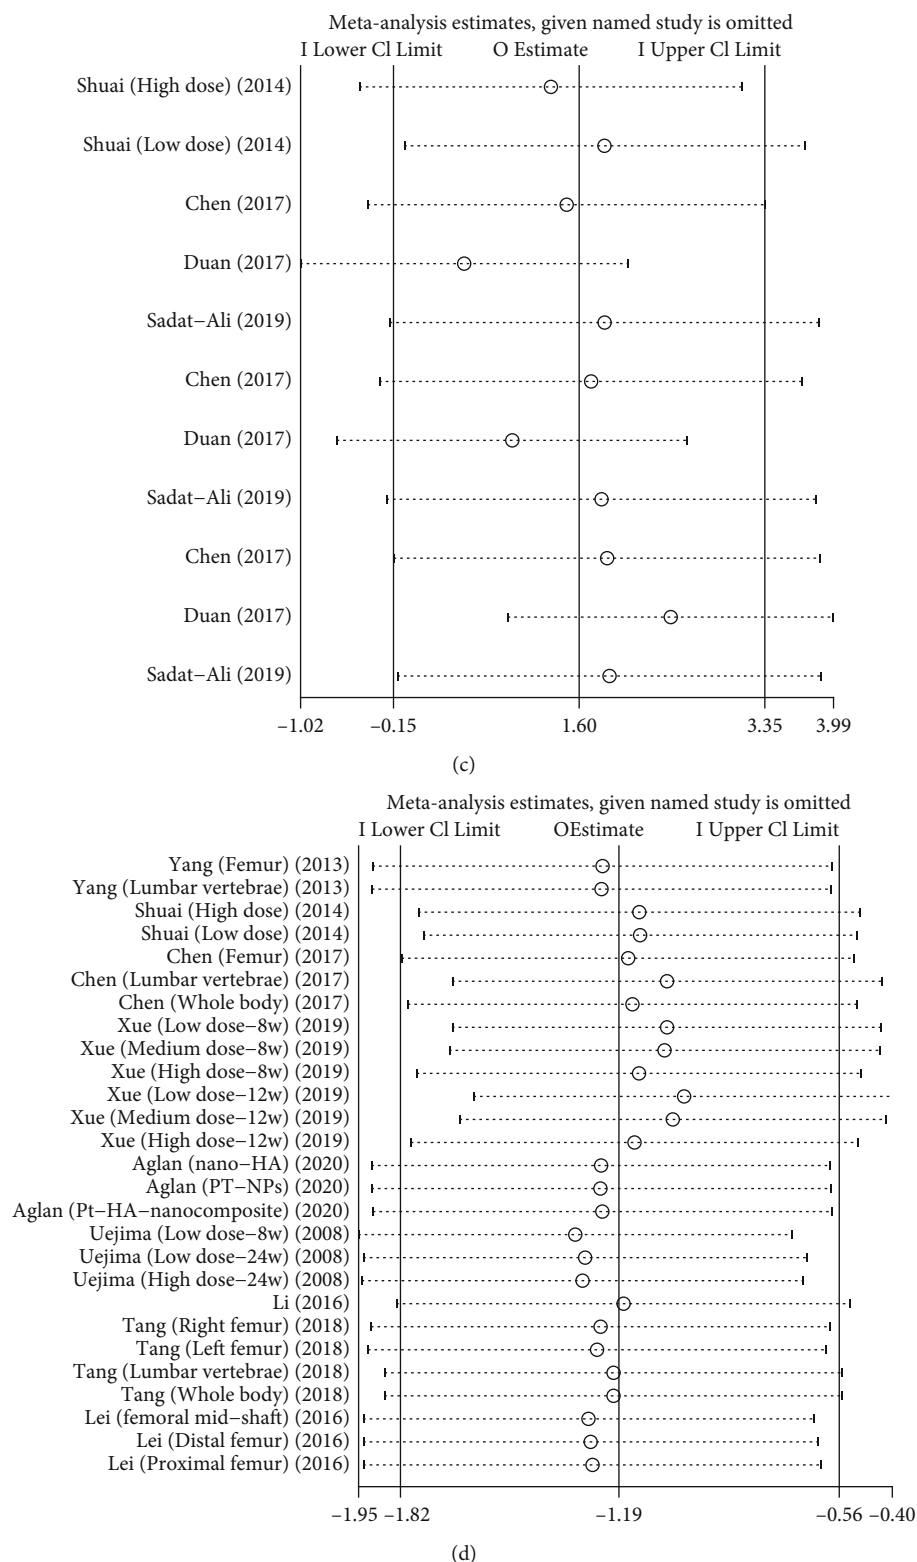 Meta-analysis estimates, given named study is omitted
I Lower Cl Limit O Estimate I Upper Cl Limit
Shuai (High dose) (2014)
Shuai (Low dose) (2014)
Chen (2017)
Duan (2017)
Sadat−Ali (2019)
Chen (2017)
Duan (2017)
Sadat−Ali (2019)
Chen (2017)
Duan (2017)
Sadat−Ali (2019)
−1.02 −0.15 1.60 3.35 3.99
(c)
Meta-analysis estimates, given named study is omitted
I Lower Cl Limit OEstimate I Upper Cl Limit
Yang (Femur) (2013)
Yang (Lumbar vertebrae) (2013)
Shuai (High dose) (2014)
Shuai (Low dose) (2014)
Chen (Femur) (2017)
Chen (Lumbar vertebrae) (2017)
Chen (Whole body) (2017)
Xue (Low dose−8w) (2019)
Xue (Medium dose−8w) (2019)
Xue (High dose−8w) (2019)
Xue (Low dose−12w) (2019)
Xue (Medium dose−12w) (2019)
Xue (High dose−12w) (2019)
Aglan (nano−HA) (2020)
Aglan (PT−NPs) (2020)
Aglan (Pt−HA−nanocomposite) (2020)
Uejima (Low dose−8w) (2008)
Uejima (Low dose−24w) (2008)
Uejima (High dose−24w) (2008)
Li (2016)
Tang (Right femur) (2018)
Tang (Left femur) (2018)
Tang (Lumbar vertebrae) (2018)
Tang (Whole body) (2018)
Lei (femoral mid−shaft) (2016)
Lei (Distal femur) (2016)
Lei (Proximal femur) (2016)
−1.95 −1.82 −1.19 −0.56 −0.40
(d)